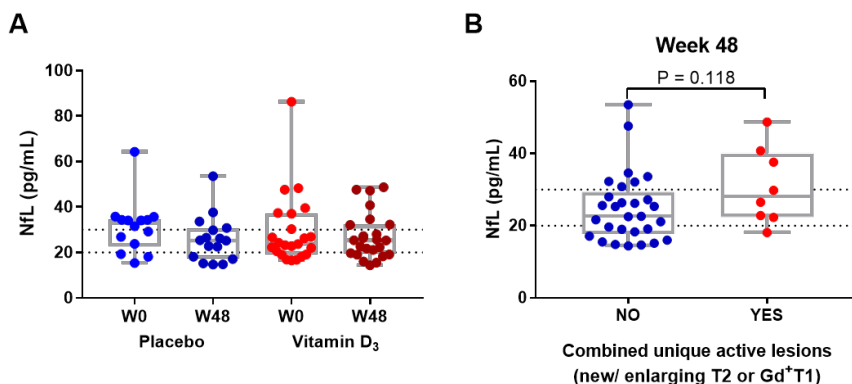 A
NfL (pg/mL)
100
80
60
40
20
0
W0 W48 W0 W48
Placebo Vitamin D₃
B
Week 48
P = 0.118
NfL (pg/mL)
60
40
20
0
NO YES
Combined unique active lesions
(new/ enlarging T2 or Gd⁺T1)